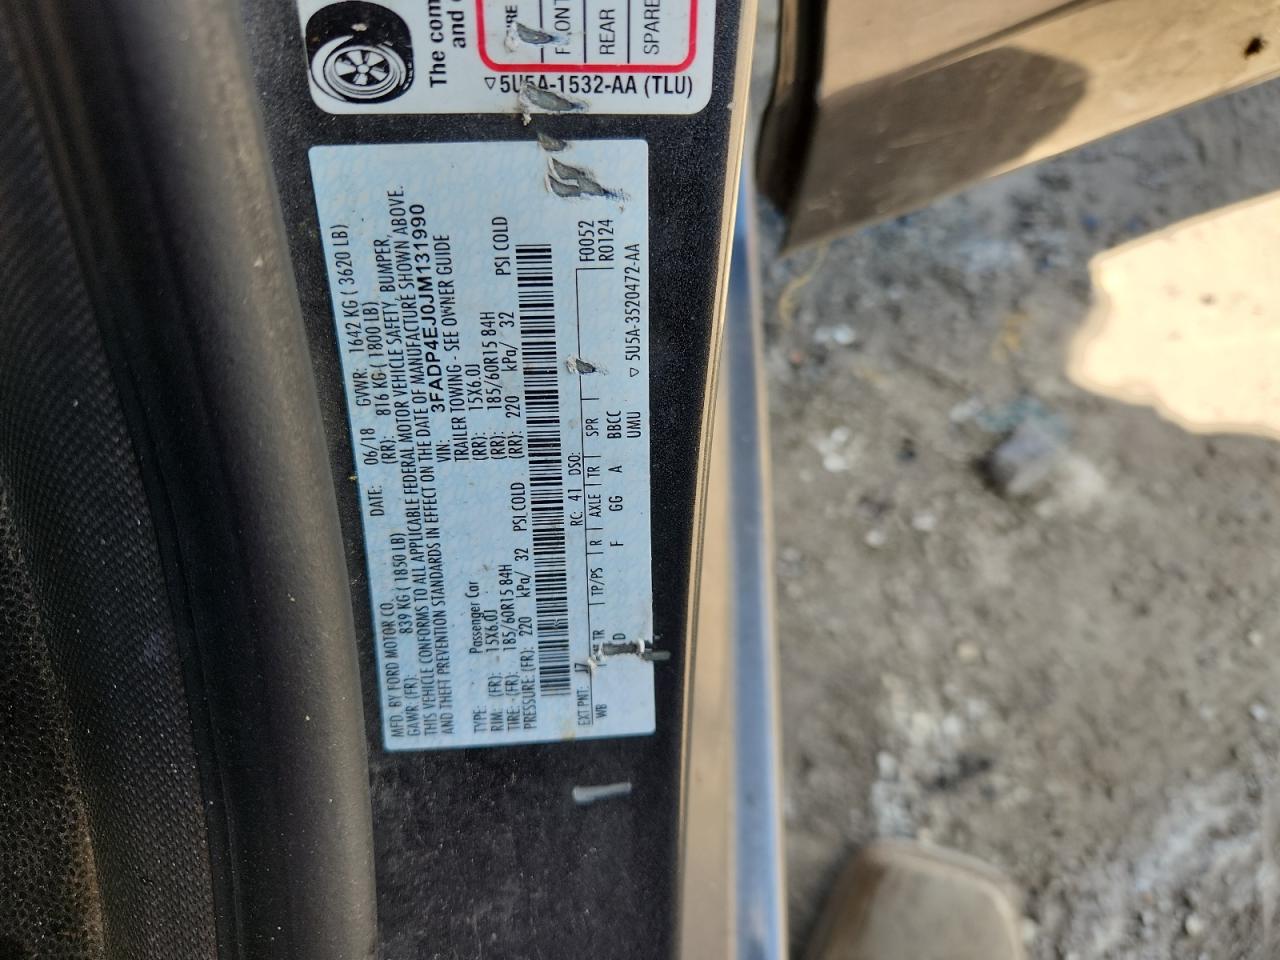 The com
and
FRONT
REAR
SPARE
5U5A-1532-AA (TLU)
MFD. BY FORD MOTOR CO.
DATE: 06/18 GVWR: 1642 KG ( 3620 LB)
GAWR: (FR): 839 KG ( 1850 LB) (RR): 816 KG ( 1800 LB)
THIS VEHICLE CONFORMS TO ALL APPLICABLE FEDERAL MOTOR VEHICLE SAFETY, BUMPER,
AND THEFT PREVENTION STANDARDS IN EFFECT ON THE DATE OF MANUFACTURE SHOWN ABOVE.
VIN: 3FADP4EJ0JM131990
TYPE: Passenger Car TRAILER TOWING - SEE OWNER GUIDE
RIM: (FR): 15X6.0J (RR): 15X6.0J
TIRE: (FR): 185/60R15 84H (RR): 185/60R15 84H
PRESSURE: (FR): 220 kPa/ 32 PSI COLD (RR): 220 kPa/ 32 PSI COLD
EXT PNT: J7 RC: 41 DSO: F0052
WB TR TP/PS R AXLE TR SPR R0124
D F GG A BBCC
UMU
5U5A-3520472-AA